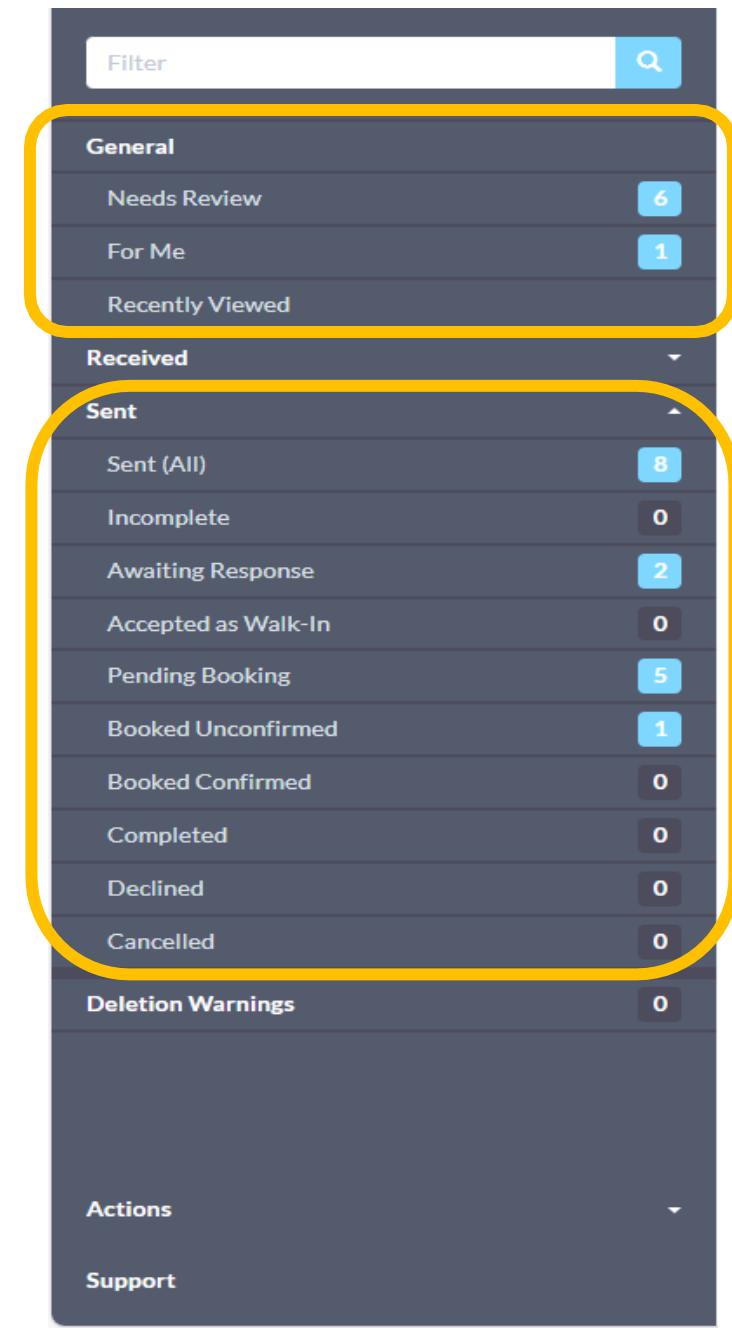 Filter
General
Needs Review 6
For Me 1
Recently Viewed
Received
Sent
Sent (All) 8
Incomplete 0
Awaiting Response 2
Accepted as Walk-In 0
Pending Booking 5
Booked Unconfirmed 1
Booked Confirmed 0
Completed 0
Declined 0
Cancelled 0
Deletion Warnings 0
Actions
Support